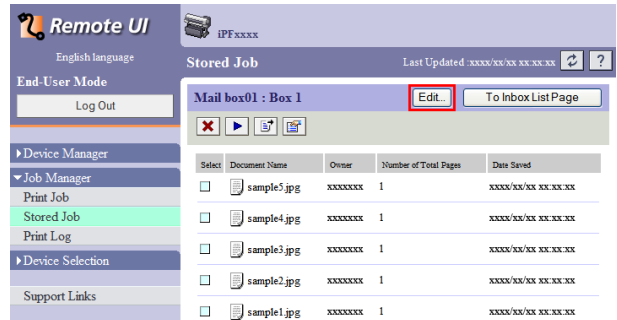 Remote UI
English language
End-User Mode
Log Out
Device Manager
Job Manager
Print Job
Stored Job
Print Log
Device Selection
Support Links
iPFxxxx
Stored Job
Last Updated :xxxx/xx/xx xx:xx:xx
?
Mail box01 : Box 1
Edit...
To Inbox List Page
Select Document Name Owner Number of Total Pages Date Saved
sample5.jpg xxxxxxx 1 xxxx/xx/xx xx:xx:xx
sample4.jpg xxxxxxx 1 xxxx/xx/xx xx:xx:xx
sample3.jpg xxxxxxx 1 xxxx/xx/xx xx:xx:xx
sample2.jpg xxxxxxx 1 xxxx/xx/xx xx:xx:xx
sample1.jpg xxxxxxx 1 xxxx/xx/xx xx:xx:xx